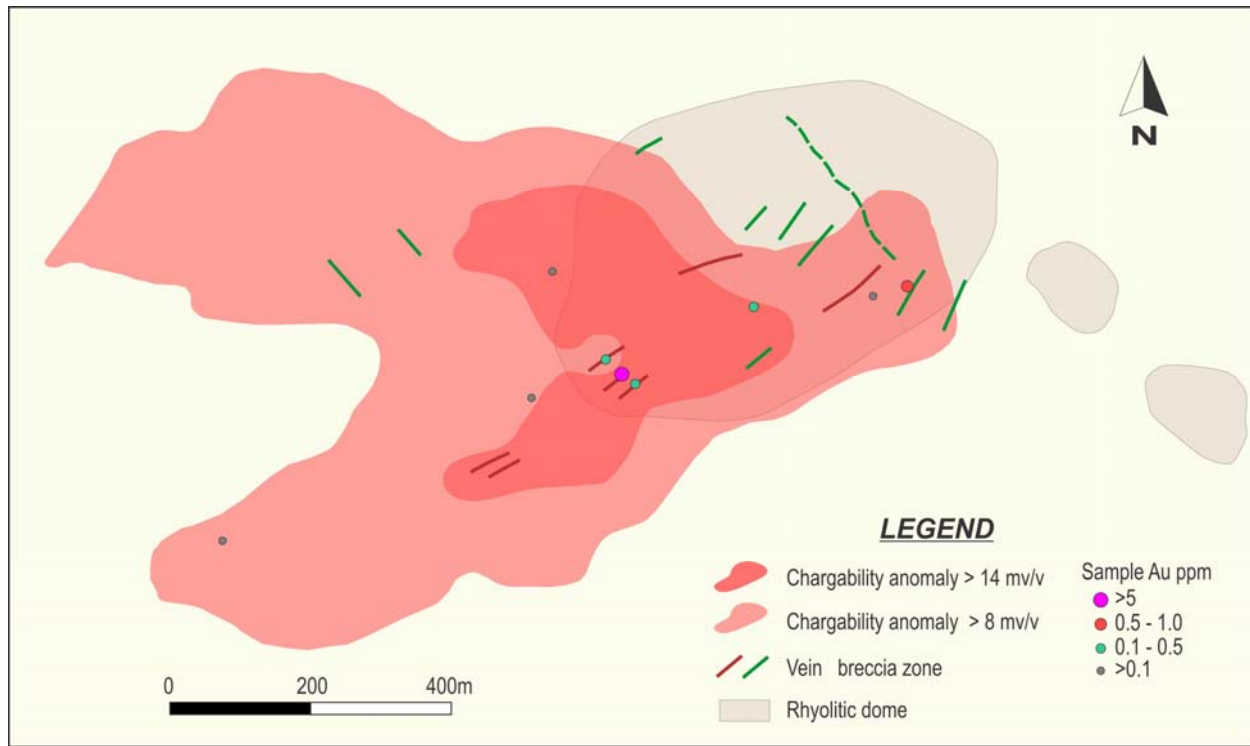 N
LEGEND
Chargability anomaly > 14 mv/v
Chargability anomaly > 8 mv/v
Vein breccia zone
Rhyolitic dome
Sample Au ppm
>5
0.5 - 1.0
0.1 - 0.5
>0.1
0 200 400m